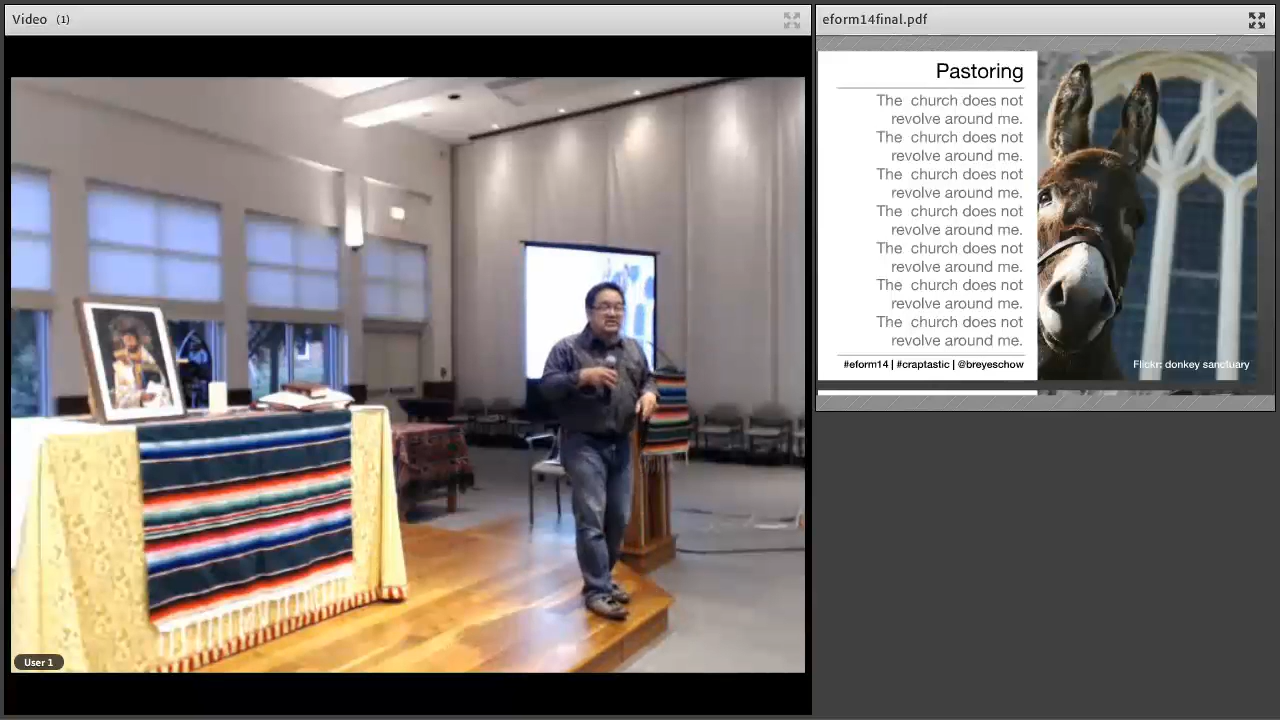 Video (1)
User 1
eform14final.pdf
Pastoring
The church does not
revolve around me.
The church does not
revolve around me.
The church does not
revolve around me.
The church does not
revolve around me.
The church does not
revolve around me.
The church does not
revolve around me.
The church does not
revolve around me.
#eform14 | #craptastic | @breyeschow
Flickr: donkey sanctuary